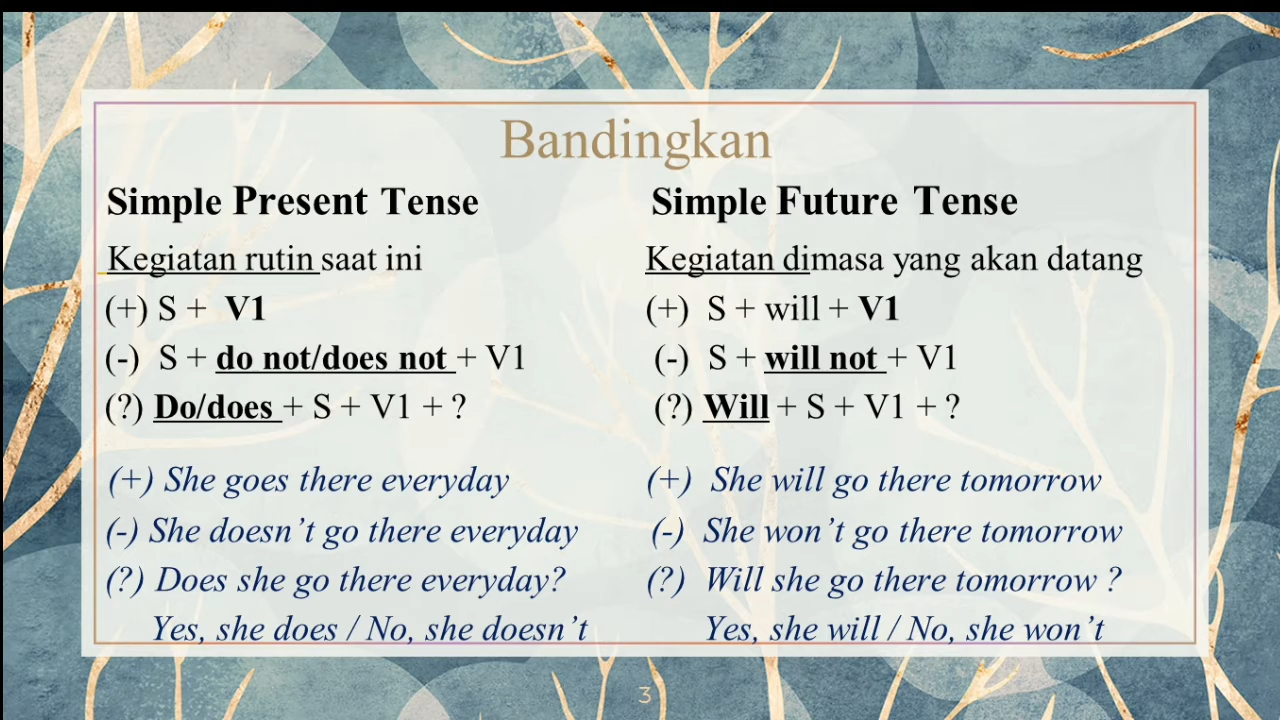 Bandingkan
Simple Present Tense
Kegiatan rutin saat ini
(+) S + V1
(-) S + do not/does not + V1
(?) Do/does + S + V1 + ?
(+) She goes there everyday
(-) She doesn't go there everyday
(?) Does she go there everyday?
Yes, she does / No, she doesn't
Simple Future Tense
Kegiatan dimasa yang akan datang
(+) S + will + V1
(-) S + will not + V1
(?) Will + S + V1 + ?
(+) She will go there tomorrow
(-) She won't go there tomorrow
(?) Will she go there tomorrow ?
Yes, she will / No, she won't
3